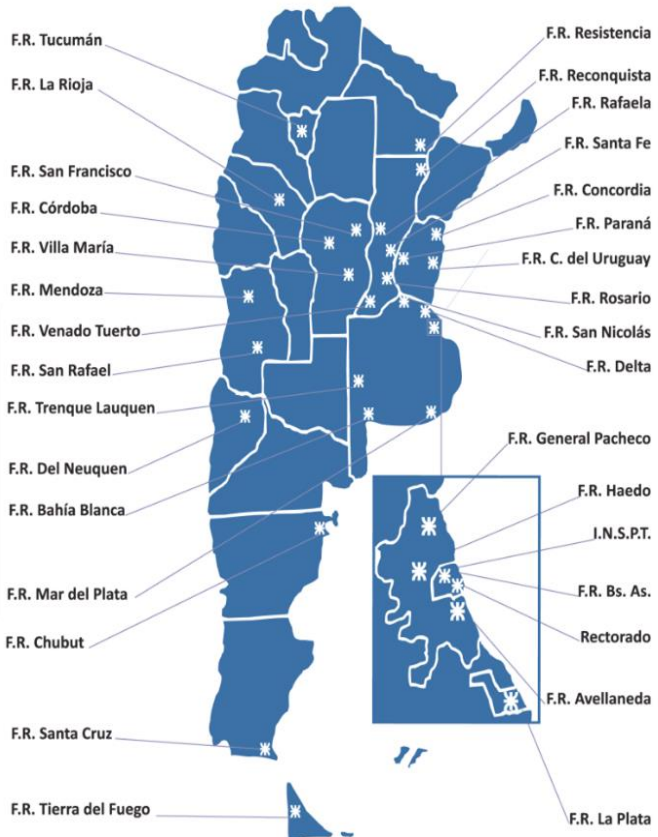 F.R. Tucumán
F.R. La Rioja
F.R. San Francisco
F.R. Córdoba
F.R. Villa María
F.R. Mendoza
F.R. Venado Tuerto
F.R. San Rafael
F.R. Trenque Lauquen
F.R. Del Neuquen
F.R. Bahía Blanca
F.R. Mar del Plata
F.R. Chubut
F.R. Santa Cruz
F.R. Tierra del Fuego
F.R. Resistencia
F.R. Reconquista
F.R. Rafaela
F.R. Santa Fe
F.R. Concordia
F.R. Paraná
F.R. C. del Uruguay
F.R. Rosario
F.R. San Nicolás
F.R. Delta
F.R. General Pacheco
F.R. Haedo
I.N.S.P.T.
F.R. Bs. As.
Rectorado
F.R. Avellaneda
F.R. La Plata